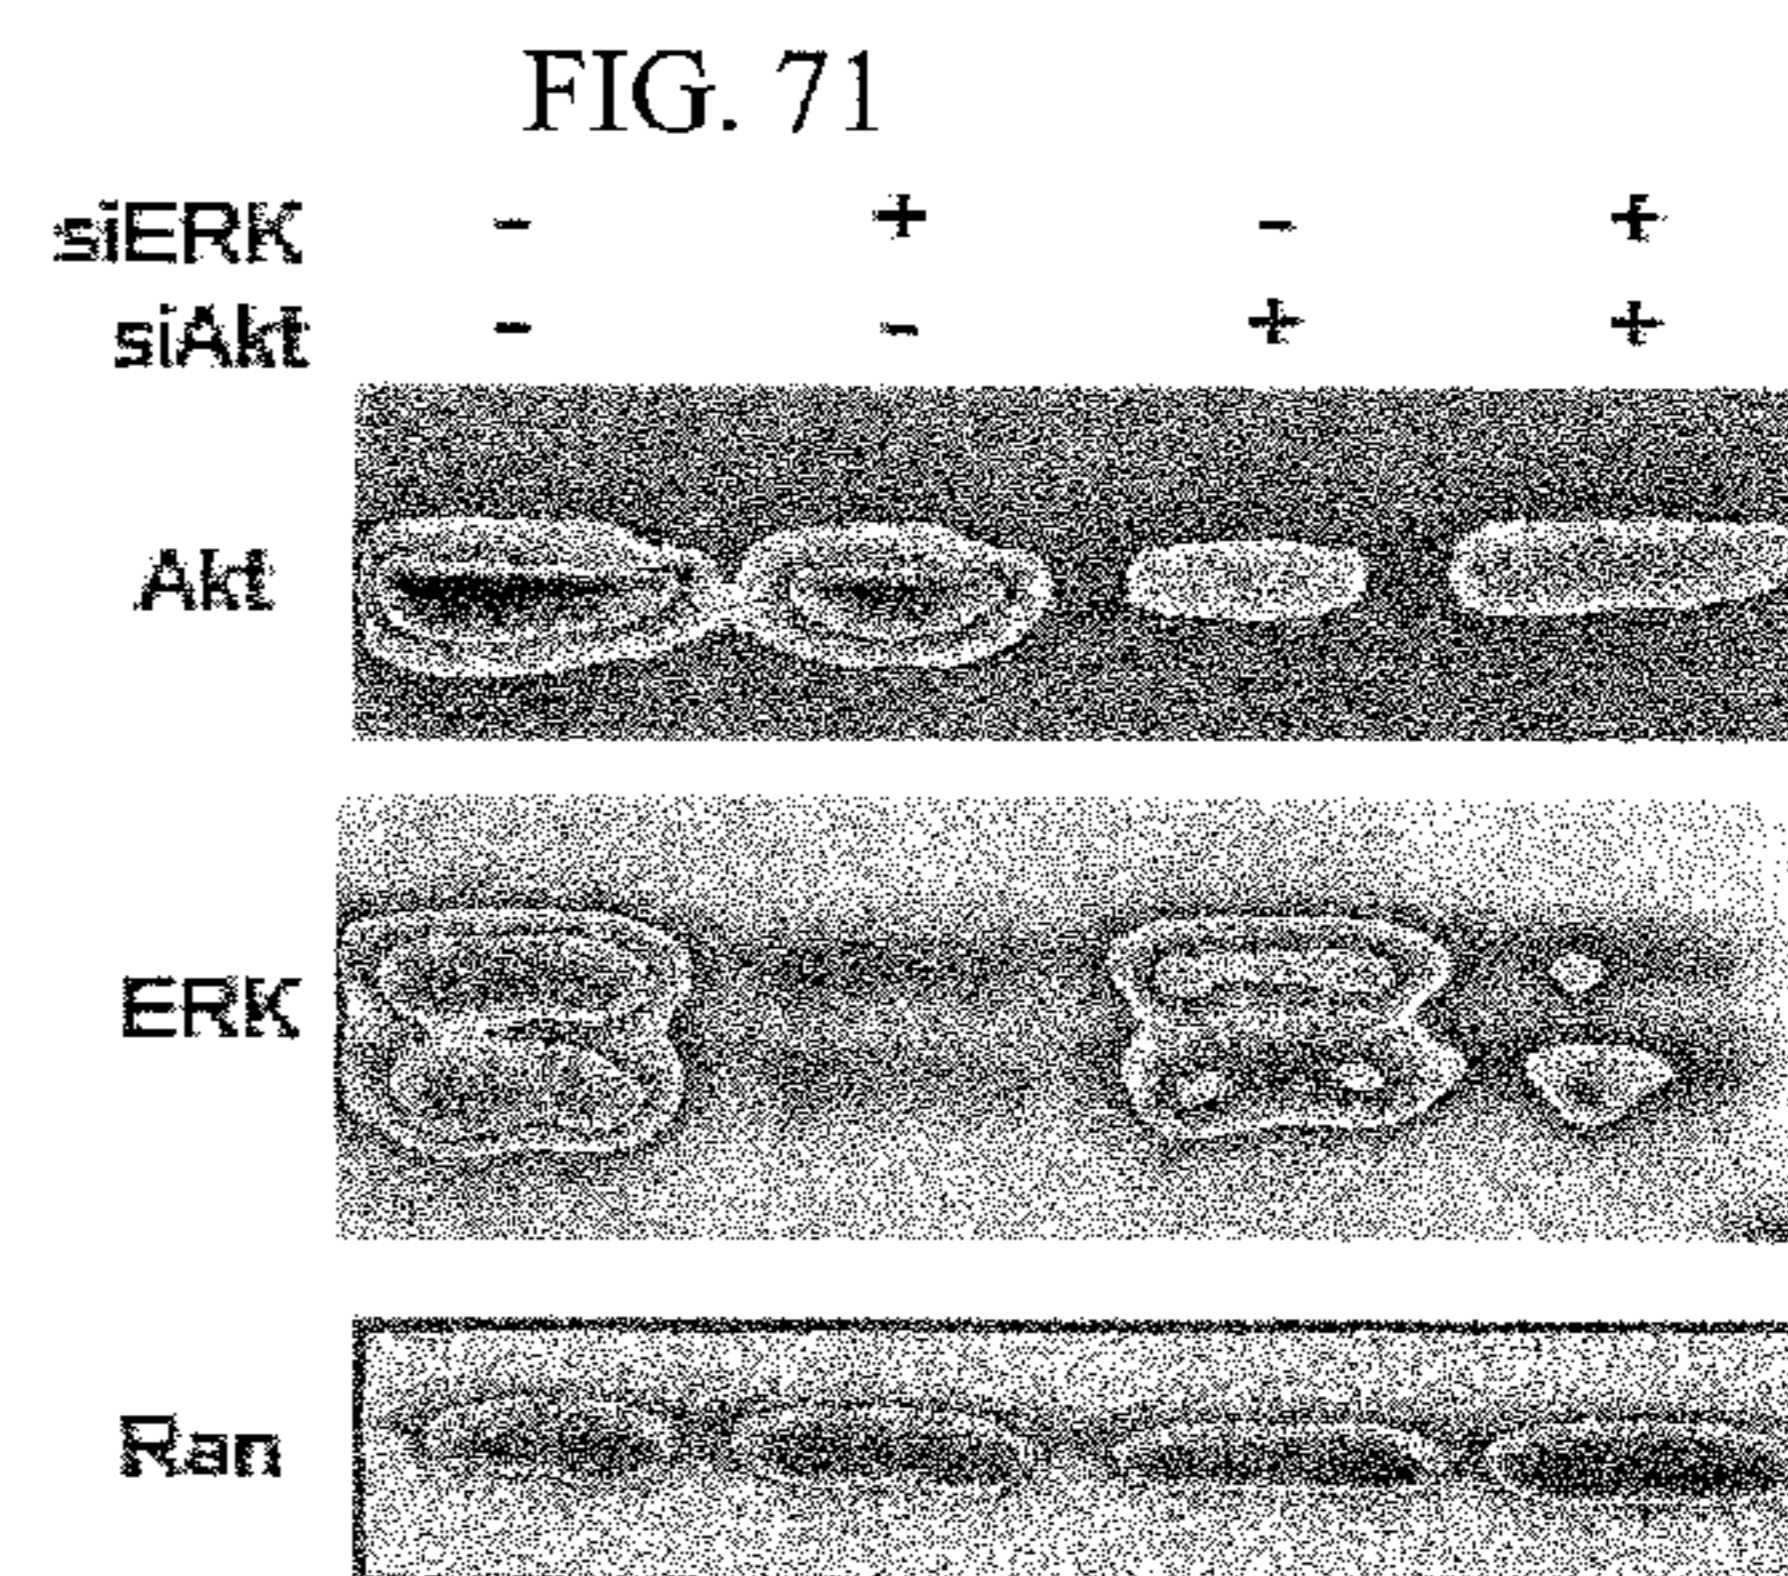 FIG. 71
siERK - + - +
siAkt - - + +
Akt
ERK
Ran